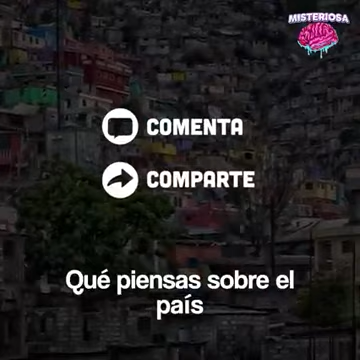 MISTERIOSA
COMENTA
COMPARTE
Qué piensas sobre el
país